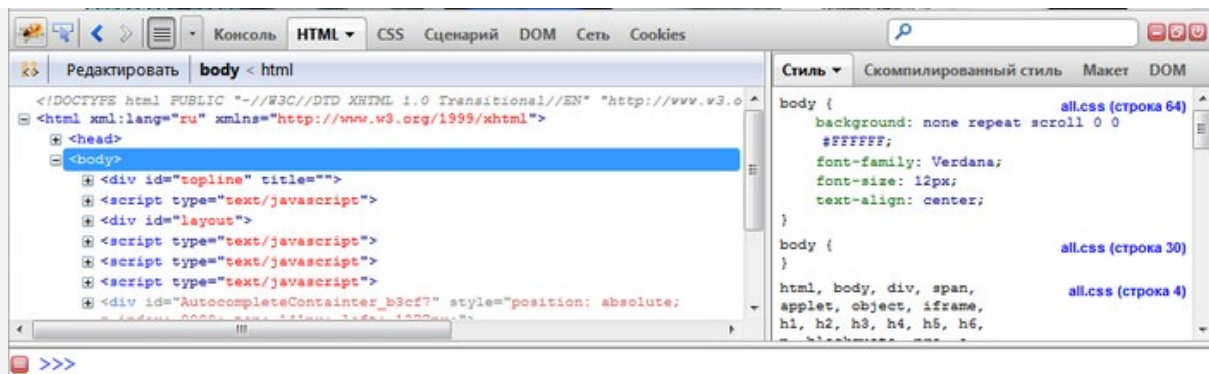 Консоль HTML CSS Сценарий DOM Сеть Cookies
Редактировать body < html
Стиль Скомпилированный стиль Макет DOM
<!DOCTYPE html PUBLIC "-//W3C//DTD XHTML 1.0 Transitional//EN" "http://www.w3.o
<html xml:lang="ru" xmlns="http://www.w3.org/1999/xhtml">
<head>
<body>
<div id="topline" title="">
<script type="text/javascript">
<div id="layout">
<script type="text/javascript">
<script type="text/javascript">
<script type="text/javascript">
<div id="AutocompleteContainter_b3cf7" style="position: absolute;
body { all.css (строка 64)
background: none repeat scroll 0 0
#FFFFFF;
font-family: Verdana;
font-size: 12px;
text-align: center;
}
body { all.css (строка 30)
}
html, body, div, span, all.css (строка 4)
applet, object, iframe,
h1, h2, h3, h4, h5, h6,
>>>